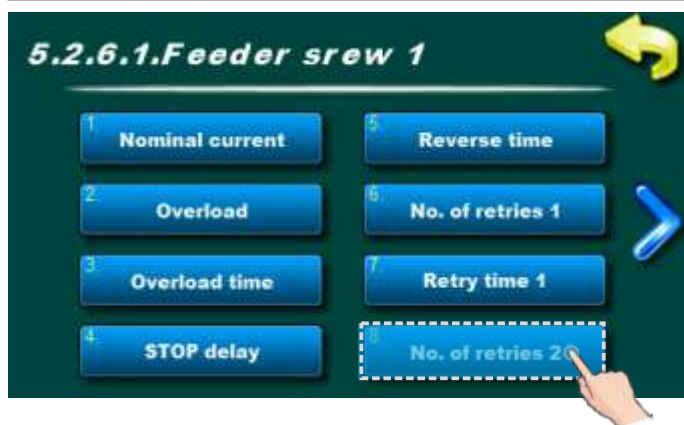 5.2.6.1.Feeder srew 1
1. Nominal current
2. Overload
3. Overload time
4. STOP delay
5. Reverse time
6. No. of retries 1
7. Retry time 1
8. No. of retries 2